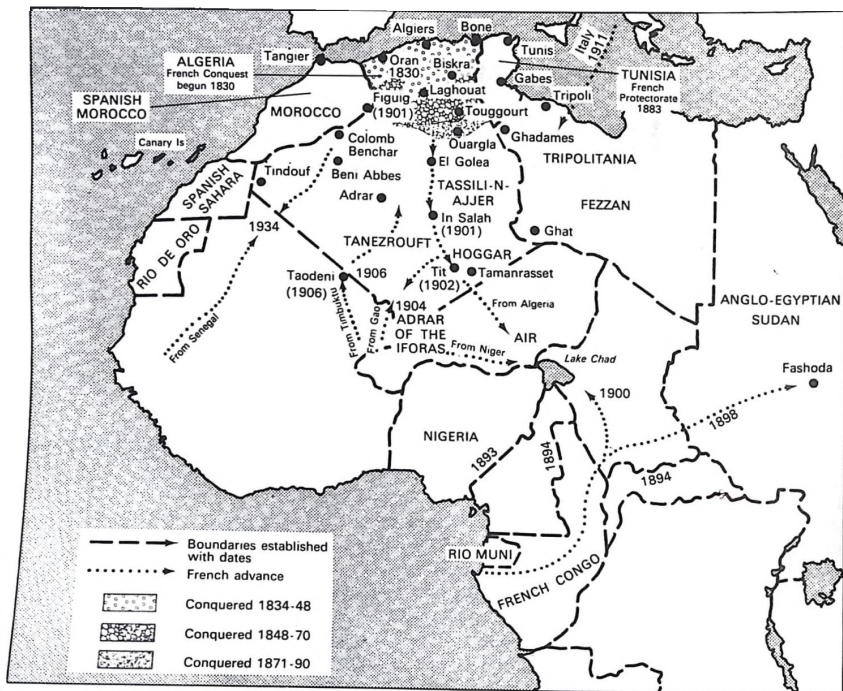 Algiers
Bone
Tangier
ALGERIA
French Conquest
begun 1830
Oran
1830
Biskra
Tunis
Italy
1911
SPANISH
MOROCCO
MOROCCO
Figuig
(1901)
Laghouat
Gabes
TUNISIA
French
Protectorate
1883
Touggourt
Tripoli
Canary Is
Colomb
Benchar
Ouargla
Ghadames
Tindouf
Beni Abbes
El Golea
TRIPOLITANIA
SPANISH
SAHARA
Adrar
TASSILI-N-
AJJER
FEZZAN
1934
In Salah
(1901)
Ghat
RIO DE ORO
TANEZROUFT
HOGGAR
Taodeni
(1906)
1906
Tit
(1902)
Tamanrasset
From Senegal
From Timbuktu
From Gao
1904
From Algeria
ANGLO-EGYPTIAN
SUDAN
ADRAR
OF THE
IFORAS
AIR
From Niger
Lake Chad
Fashoda
1900
1898
NIGERIA
1893
1894
1894
RIO MUNI
FRENCH CONGO
Boundaries established
with dates
French advance
Conquered 1834-48
Conquered 1848-70
Conquered 1871-90